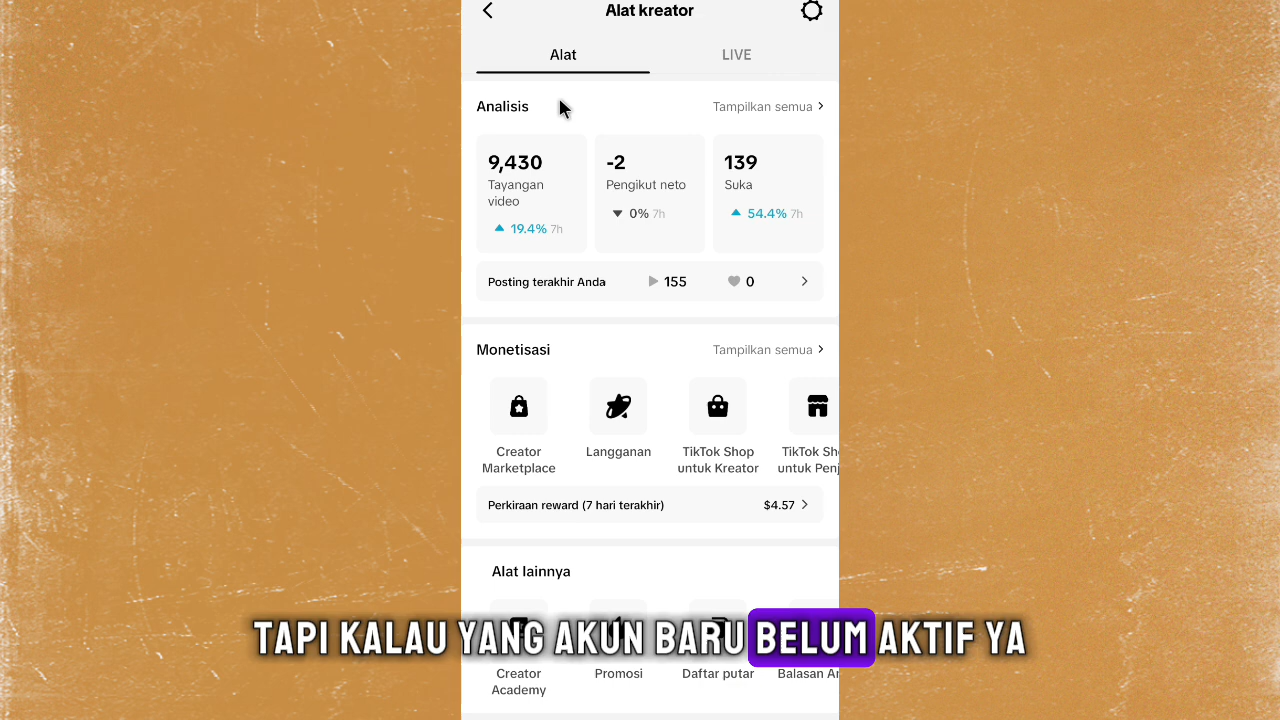 Alat kreator
Alat
LIVE
Analisis
Tampilkan semua
9,430
Tayangan
video
19.4% 7h
-2
Pengikut neto
0% 7h
139
Suka
54.4% 7h
Posting terakhir Anda
155
0
Monetisasi
Tampilkan semua
Creator
Marketplace
Langganan
TikTok Shop
untuk Kreator
TikTok Sh
untuk Penj
Perkiraan reward (7 hari terakhir)
$4.57
Alat lainnya
TAPI KALAU YANG AKUN BARU BELUM AKTIF YA
Creator
Academy
Promosi
Daftar putar
Balasan